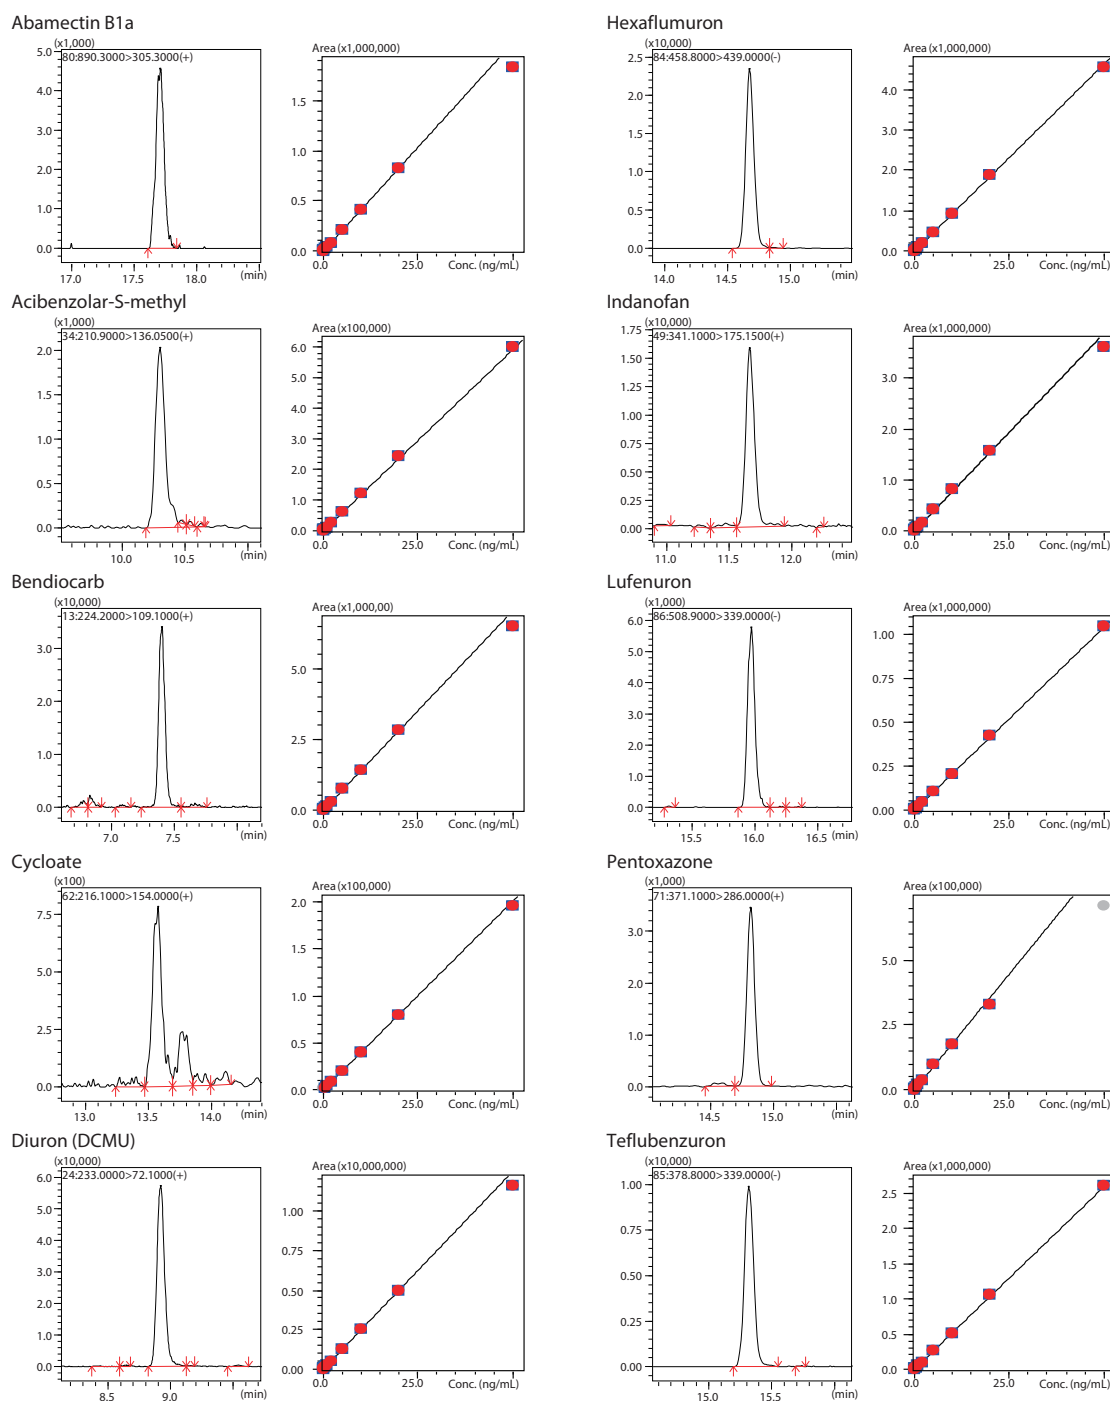 Abamectin B1a
(x1,000)
80:890.3000>305.3000(+)
5.0
4.0
3.0
2.0
1.0
0.0
17.0 17.5 18.0
(min)
Area (x1,000,000)
1.5
1.0
0.5
0.0
0.0 25.0 Conc. (ng/mL)
Hexaflumuron
(x10,000)
84:458.8000>439.0000(-)
2.5
2.0
1.5
1.0
0.5
0.0
14.0 14.5 15.0
(min)
Area (x1,000,000)
4.0
3.0
2.0
1.0
0.0
0.0 25.0 Conc. (ng/mL)
Acibenzolar-S-methyl
(x1,000)
34:210.9000>136.0500(+)
2.0
1.5
1.0
0.5
0.0
10.0 10.5
(min)
Area (x100,000)
6.0
5.0
4.0
3.0
2.0
1.0
0.0
0.0 25.0 Conc. (ng/mL)
Indanofan
(x10,000)
49:341.1000>175.1500(+)
1.75
1.50
1.25
1.00
0.75
0.50
0.25
0.00
11.0 11.5 12.0
(min)
Area (x1,000,000)
3.0
2.0
1.0
0.0
0.0 25.0 Conc. (ng/mL)
Bendiocarb
(x10,000)
13:224.2000>109.1000(+)
3.0
2.0
1.0
0.0
7.0 7.5
(min)
Area (x1,000,00)
5.0
2.5
0.0
0.0 25.0 Conc. (ng/mL)
Lufenuron
(x1,000)
86:508.9000>339.0000(-)
6.0
5.0
4.0
3.0
2.0
1.0
0.0
15.5 16.0 16.5 (min)
Area (x1,000,000)
1.00
0.75
0.50
0.25
0.00
0.0 25.0 Conc. (ng/mL)
Cycloate
(x100)
62:216.1000>154.0000(+)
7.5
5.0
2.5
0.0
13.0 13.5 14.0
(min)
Area (x100,000)
2.0
1.5
1.0
0.5
0.0
0.0 25.0 Conc. (ng/mL)
Pentoxazone
(x1,000)
71:371.1000>286.0000(+)
3.0
2.0
1.0
0.0
14.5 15.0
(min)
Area (x100,000)
5.0
2.5
0.0
0.0 25.0 Conc. (ng/mL)
Diuron (DCMU)
(x10,000)
24:233.0000>72.1000(+)
6.0
5.0
4.0
3.0
2.0
1.0
0.0
8.5 9.0
(min)
Area (x10,000,000)
1.00
0.75
0.50
0.25
0.00
0.0 25.0 Conc. (ng/mL)
Teflubenzuron
(x10,000)
85:378.8000>339.0000(-)
1.00
0.75
0.50
0.25
0.00
15.0 15.5
(min)
Area (x1,000,000)
2.5
2.0
1.5
1.0
0.5
0.0
0.0 25.0 Conc. (ng/mL)